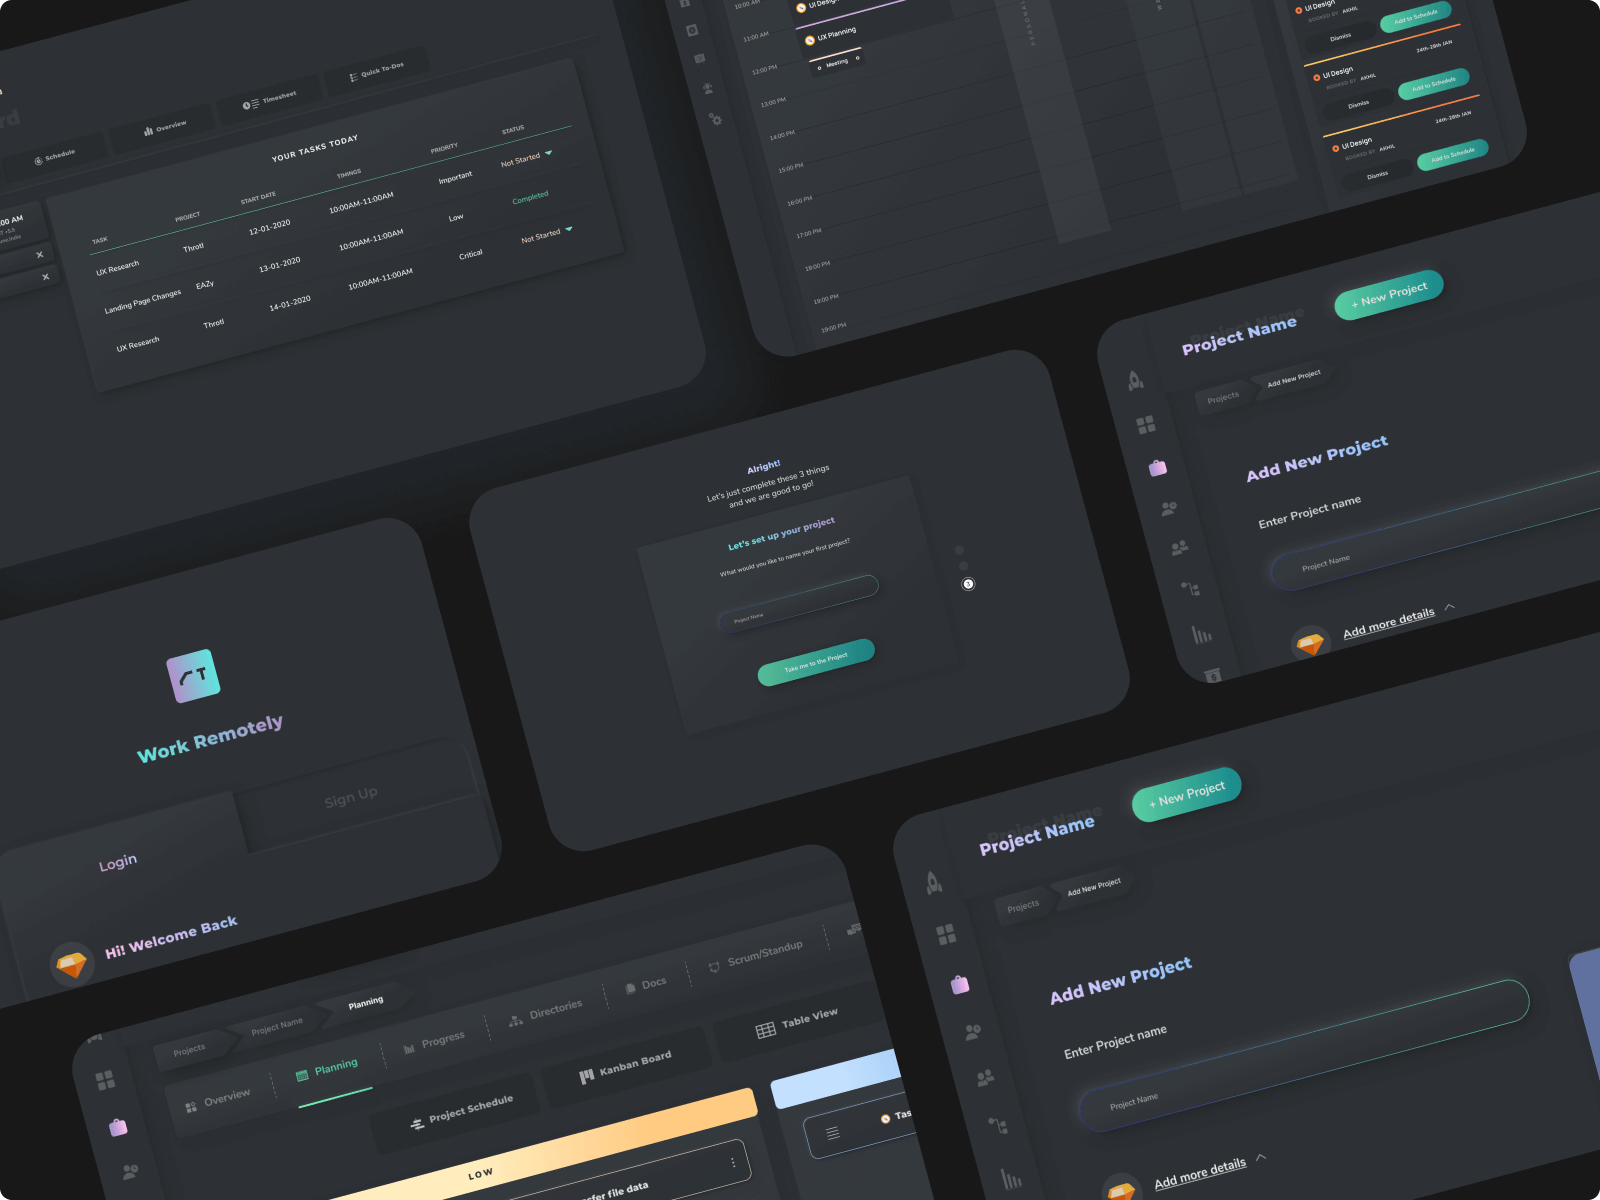 Schedule
Overview
Timesheet
Quick To-Dos
YOUR TASKS TODAY
TASK
PROJECT
START DATE
TIMINGS
PRIORITY
STATUS
UX Research
Throtl
12-01-2020
10:00AM-11:00AM
Important
Not Started
Landing Page Changes
EAZy
13-01-2020
10:00AM-11:00AM
Low
Completed
UX Research
Throtl
14-01-2020
10:00AM-11:00AM
Critical
Not Started
10:00 AM
11:00 AM
12:00 PM
13:00 PM
14:00 PM
15:00 PM
16:00 PM
17:00 PM
18:00 PM
19:00 PM
19:00 PM
UI Design
UX Planning
Meeting
UI Design
BOOKED BY AKHIL
Dismiss
Add to Schedule
24th-28th JAN
UI Design
BOOKED BY AKHIL
Dismiss
Add to Schedule
24th-28th JAN
UI Design
BOOKED BY AKHIL
Dismiss
Add to Schedule
Project Name
+ New Project
Projects
Add New Project
Add New Project
Enter Project name
Project Name
Add more details
Alright!
Let's just complete these 3 things
and we are good to go!
Let's set up your project
What would you like to name your first project?
Project Name
Take me to the Project
3
Work Remotely
Login
Sign Up
Hi! Welcome Back
Projects
Project Name
Planning
Overview
Planning
Progress
Directories
Docs
Scrum/Standup
Project Schedule
Kanban Board
Table View
LOW
file data
Project Name
+ New Project
Projects
Add New Project
Add New Project
Enter Project name
Project Name
Add more details